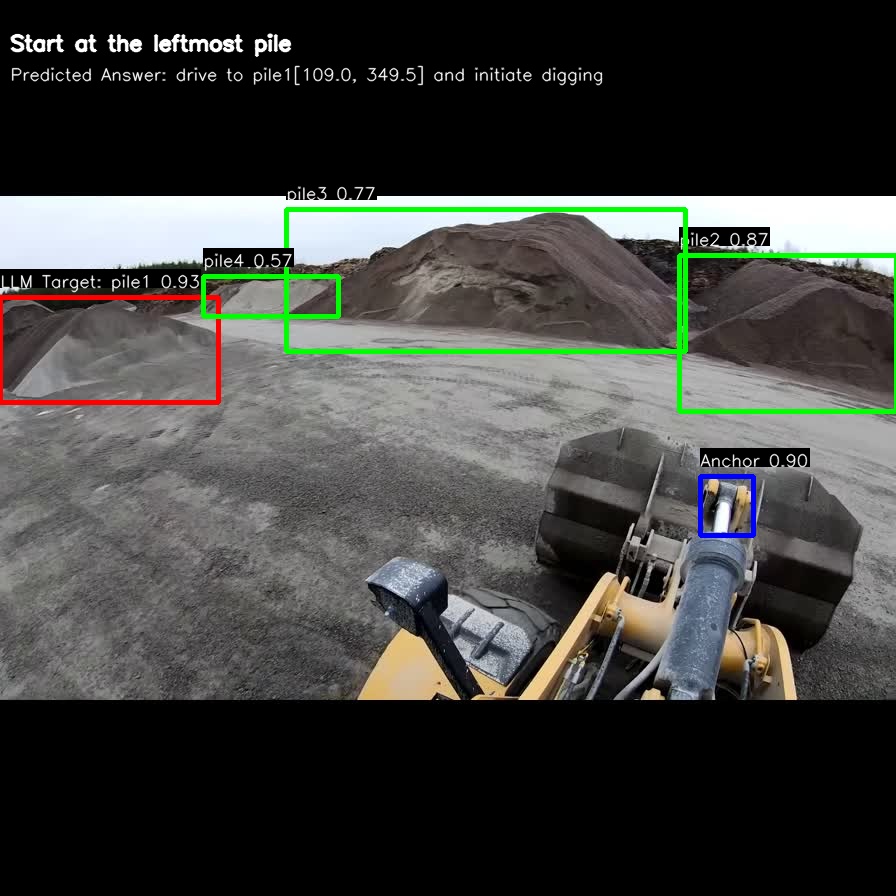 Start at the leftmost pile
Predicted Answer: drive to pile1[109.0, 349.5] and initiate digging
pile3 0.77
pile2 0.87
pile4 0.57
LLM Target: pile1 0.93
Anchor 0.90